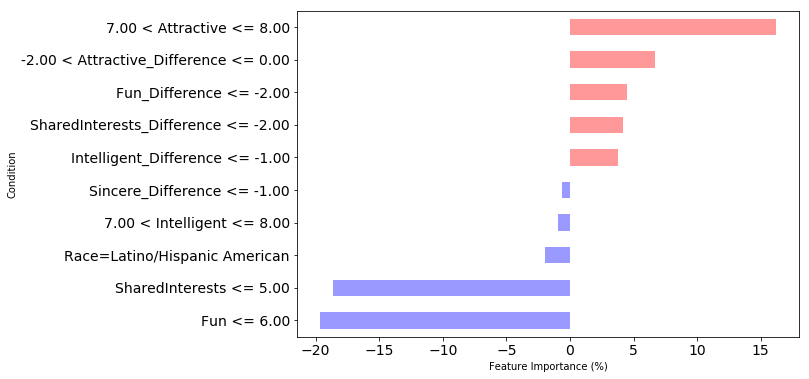 7.00 < Attractive <= 8.00
-2.00 < Attractive_Difference <= 0.00
Fun_Difference <= -2.00
SharedInterests_Difference <= -2.00
Intelligent_Difference <= -1.00
Sincere_Difference <= -1.00
7.00 < Intelligent <= 8.00
Race=Latino/Hispanic American
SharedInterests <= 5.00
Fun <= 6.00
Condition
−20 −15 −10 −5 0 5 10 15
Feature Importance (%)